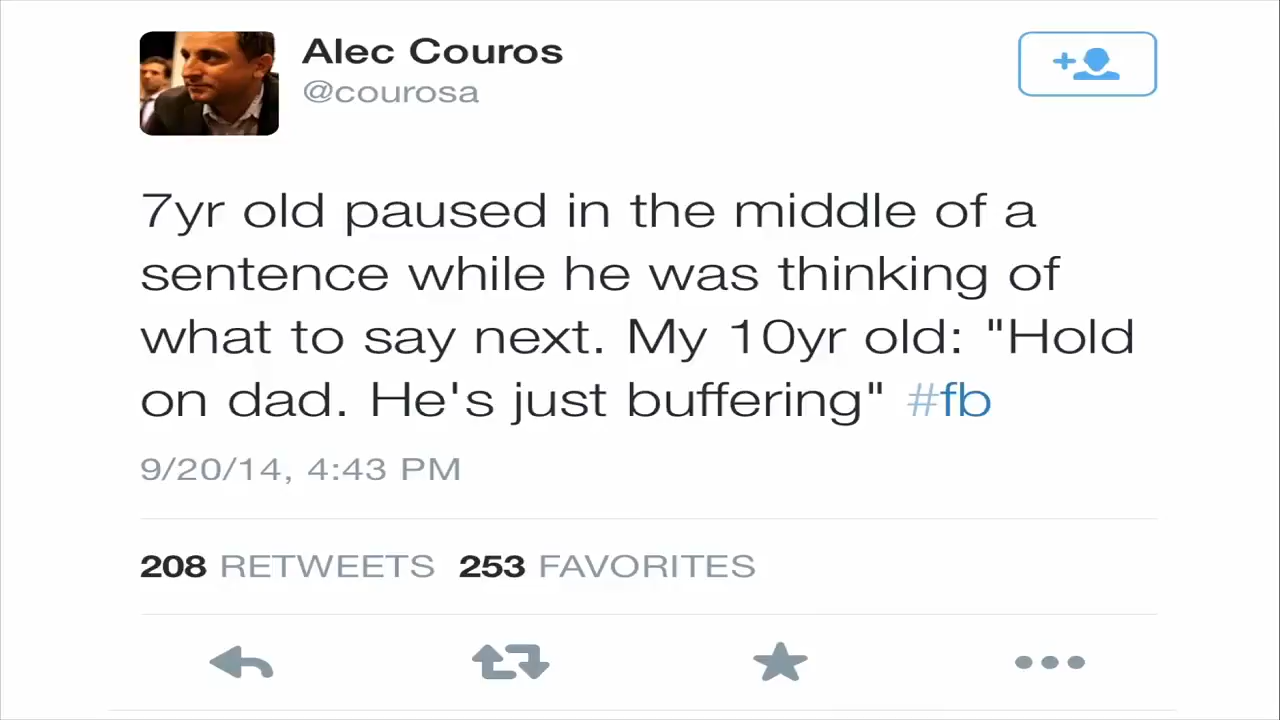 Alec Couros
@courosa
7yr old paused in the middle of a
sentence while he was thinking of
what to say next. My 10yr old: "Hold
on dad. He's just buffering" #fb
9/20/14, 4:43 PM
208 RETWEETS 253 FAVORITES